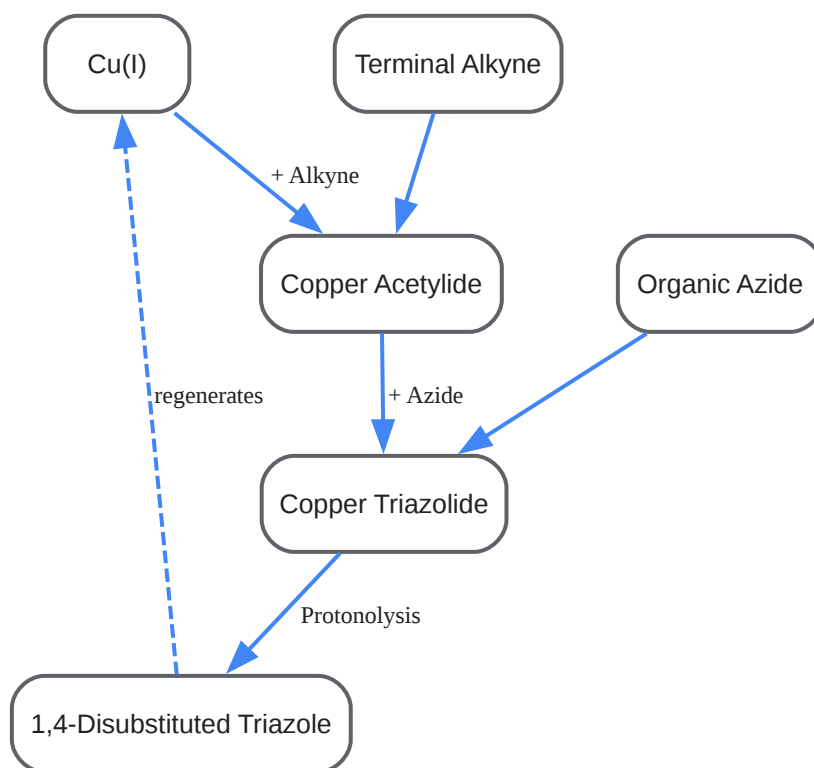 Cu(I)
Terminal Alkyne
+ Alkyne
Copper Acetylide
Organic Azide
regenerates
+ Azide
Copper Triazolide
Protonolysis
1,4-Disubstituted Triazole